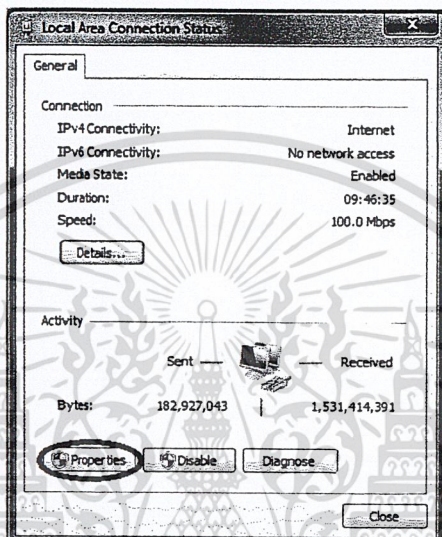 Local Area Connection Status
General
Connection
IPv4 Connectivity: Internet
IPv6 Connectivity: No network access
Media State: Enabled
Duration: 09:46:35
Speed: 100.0 Mbps
Details...
Activity
Sent Received
Bytes: 182,927,043 1,531,414,391
Properties Disable Diagnose
Close